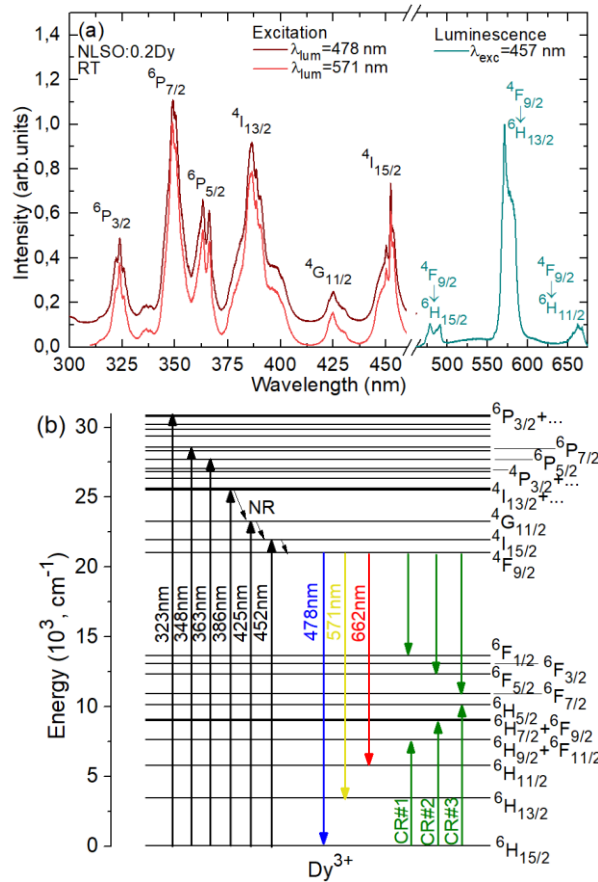 (a)
NLSO:0.2Dy
RT
Excitation
λlum=478 nm
λlum=571 nm
Luminescence
λexc=457 nm
6P3/2
6P7/2
6P5/2
4I13/2
4G11/2
4I15/2
4F9/2
↓
6H15/2
4F9/2
↓
6H13/2
4F9/2
↓
6H11/2
Intensity (arb.units)
1,4
1,2
1,0
0,8
0,6
0,4
0,2
0,0
300 325 350 375 400 425 450 500 550 600 650
Wavelength (nm)
(b)
Energy (10³, cm⁻¹)
30
25
20
15
10
5
0
323nm
348nm
363nm
386nm
425nm
452nm
NR
478nm
571nm
662nm
CR#1
CR#2
CR#3
6P3/2+...
6P7/2
6P5/2
4P3/2+...
4I13/2+...
4G11/2
4I15/2
4F9/2
6F1/2
6F3/2
6F5/2
6F7/2
6H5/2
6H7/2+6F9/2
6H9/2+6F11/2
6H11/2
6H13/2
6H15/2
Dy3+